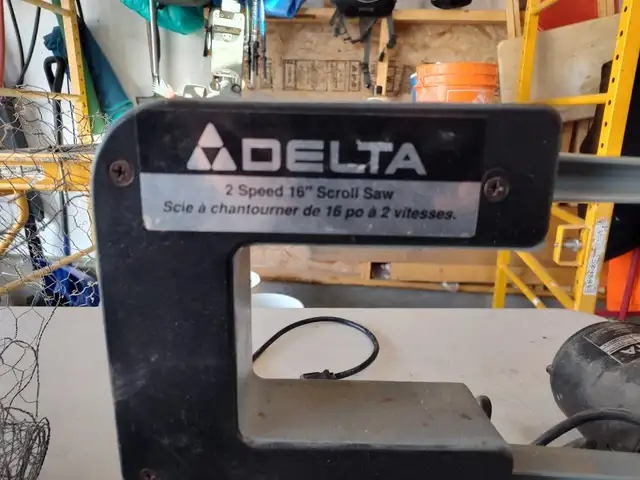 DELTA
2 Speed 16" Scroll Saw
Scie à chantourner de 16 po à 2 vitesses.